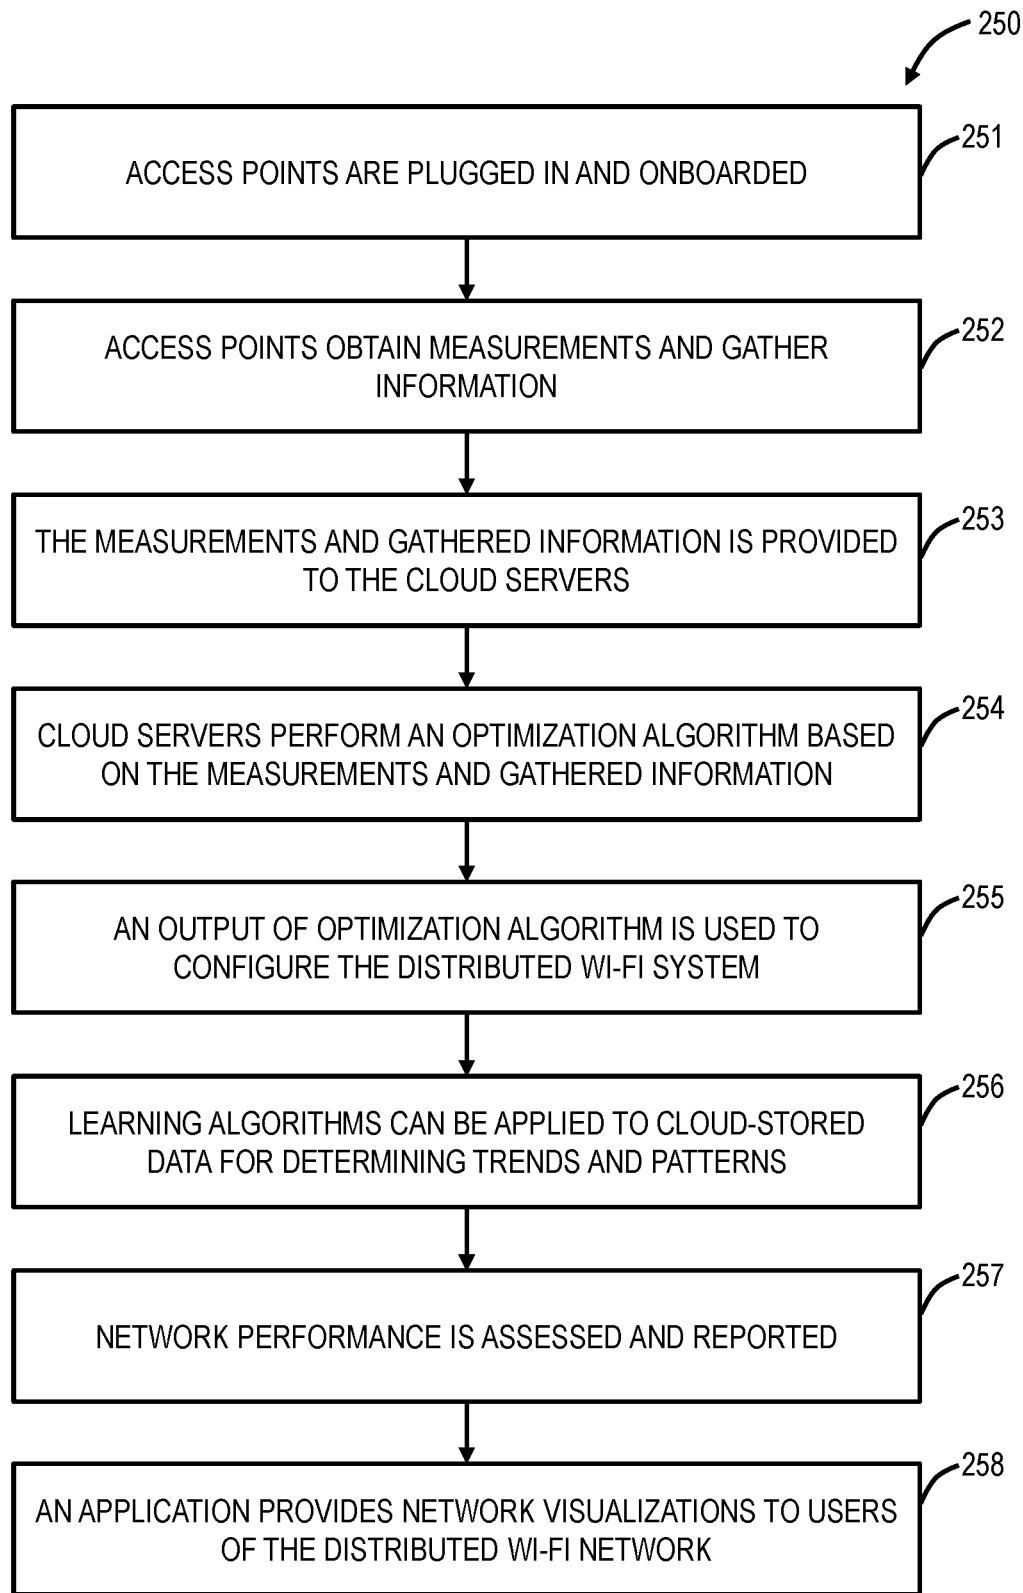 250
251
ACCESS POINTS ARE PLUGGED IN AND ONBOARDED
252
ACCESS POINTS OBTAIN MEASUREMENTS AND GATHER
INFORMATION
253
THE MEASUREMENTS AND GATHERED INFORMATION IS PROVIDED
TO THE CLOUD SERVERS
254
CLOUD SERVERS PERFORM AN OPTIMIZATION ALGORITHM BASED
ON THE MEASUREMENTS AND GATHERED INFORMATION
255
AN OUTPUT OF OPTIMIZATION ALGORITHM IS USED TO
CONFIGURE THE DISTRIBUTED WI-FI SYSTEM
256
LEARNING ALGORITHMS CAN BE APPLIED TO CLOUD-STORED
DATA FOR DETERMINING TRENDS AND PATTERNS
257
NETWORK PERFORMANCE IS ASSESSED AND REPORTED
258
AN APPLICATION PROVIDES NETWORK VISUALIZATIONS TO USERS
OF THE DISTRIBUTED WI-FI NETWORK